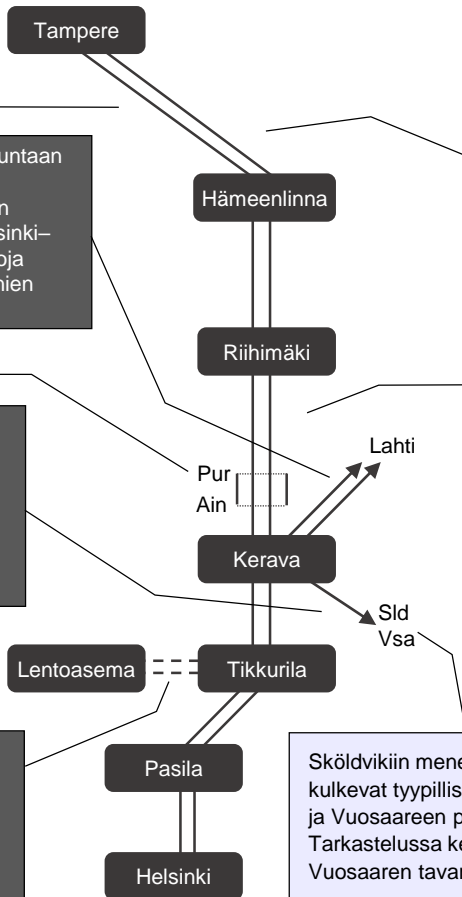 Tampere
untaan
n
sinki–
oja
nien
Hämeenlinna
Riihimäki
Lahti
Pur
Ain
Kerava
Sld
Vsa
Lentoasema
Tikkurila
Pasila
Sköldvikiin mene
kulkevat tyypillis
ja Vuosaareen p
Tarkastelussa ke
Vuosaaren tavar
Helsinki